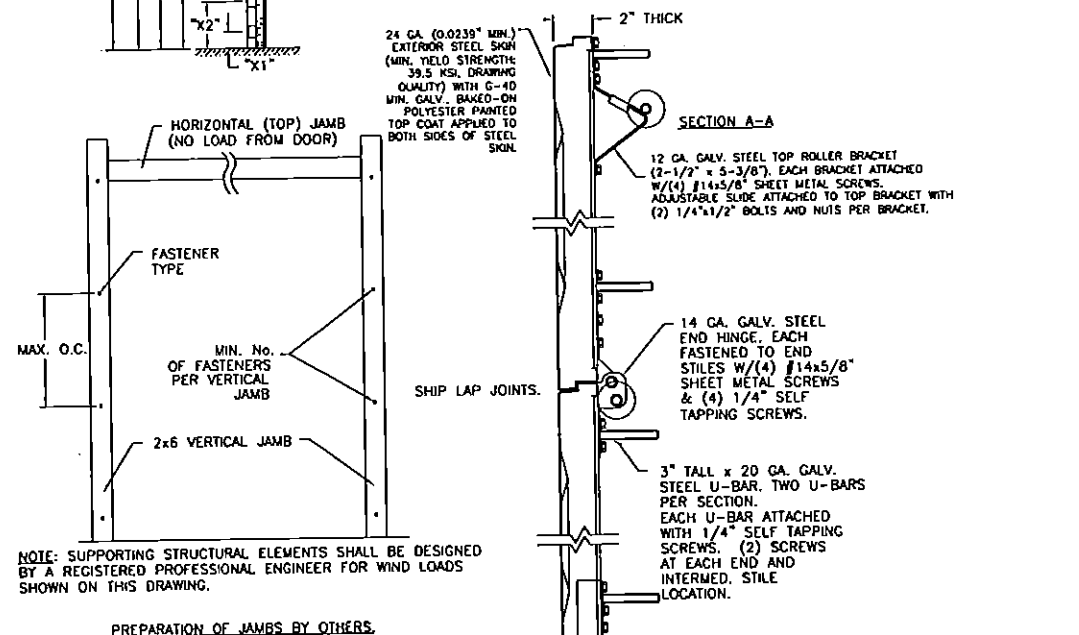 "X2"
"X1"
2" THICK
24 GA. (0.0239" MIN.)
EXTERIOR STEEL SKIN
(MIN. YIELD STRENGTH:
39.5 KSI, DRAWING
QUALITY) WITH G-40
MIN. GALV., BAKED-ON
POLYESTER PAINTED
TOP COAT APPLIED TO
BOTH SIDES OF STEEL
SKIN.
SECTION A-A
12 GA. GALV. STEEL TOP ROLLER BRACKET
(2-1/2" x 5-3/8"). EACH BRACKET ATTACHED
W/(4) #14x5/8" SHEET METAL SCREWS.
ADJUSTABLE SLIDE ATTACHED TO TOP BRACKET WITH
(2) 1/4"x1/2" BOLTS AND NUTS PER BRACKET.
HORIZONTAL (TOP) JAMB
(NO LOAD FROM DOOR)
FASTENER
TYPE
MAX. O.C.
MIN. No.
OF FASTENERS
PER VERTICAL
JAMB
2x6 VERTICAL JAMB
SHIP LAP JOINTS.
14 GA. GALV. STEEL
END HINGE, EACH
FASTENED TO END
STILES W/(4) #14x5/8"
SHEET METAL SCREWS
& (4) 1/4" SELF
TAPPING SCREWS.
3" TALL x 20 GA. GALV.
STEEL U-BAR, TWO U-BARS
PER SECTION.
EACH U-BAR ATTACHED
WITH 1/4" SELF TAPPING
SCREWS. (2) SCREWS
AT EACH END AND
INTERMED. STILE
LOCATION.
NOTE: SUPPORTING STRUCTURAL ELEMENTS SHALL BE DESIGNED
BY A REGISTERED PROFESSIONAL ENGINEER FOR WIND LOADS
SHOWN ON THIS DRAWING.
PREPARATION OF JAMBS BY OTHERS.